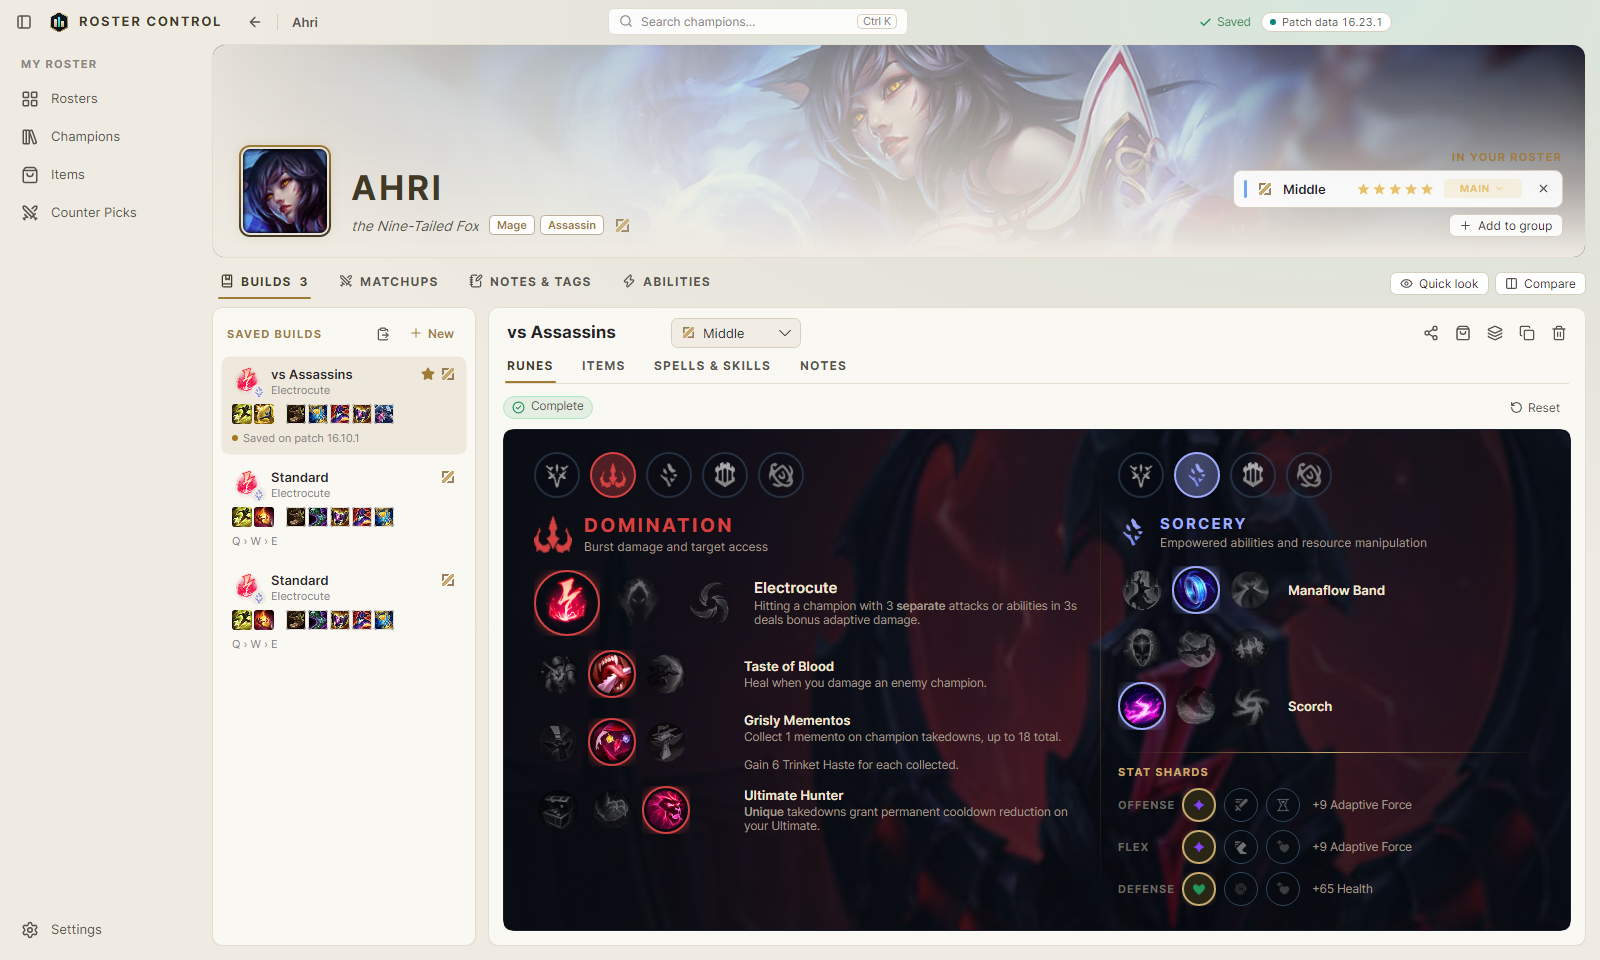 ROSTER CONTROL
Ahri
Search champions...
Ctrl K
Saved
Patch data 16.23.1
MY ROSTER
Rosters
Champions
Items
Counter Picks
Settings
AHRI
the Nine-Tailed Fox
Mage
Assassin
IN YOUR ROSTER
Middle
MAIN
Add to group
BUILDS 3
MATCHUPS
NOTES & TAGS
ABILITIES
Quick look
Compare
SAVED BUILDS
New
vs Assassins
Electrocute
Saved on patch 16.10.1
Standard
Electrocute
Q › W › E
Standard
Electrocute
Q › W › E
vs Assassins
Middle
RUNES
ITEMS
SPELLS & SKILLS
NOTES
Complete
Reset
DOMINATION
Burst damage and target access
Electrocute
Hitting a champion with 3 separate attacks or abilities in 3s
deals bonus adaptive damage.
Taste of Blood
Heal when you damage an enemy champion.
Grisly Mementos
Collect 1 memento on champion takedowns, up to 18 total.
Gain 6 Trinket Haste for each collected.
Ultimate Hunter
Unique takedowns grant permanent cooldown reduction on
your Ultimate.
SORCERY
Empowered abilities and resource manipulation
Manaflow Band
Scorch
STAT SHARDS
OFFENSE
+9 Adaptive Force
FLEX
+9 Adaptive Force
DEFENSE
+65 Health